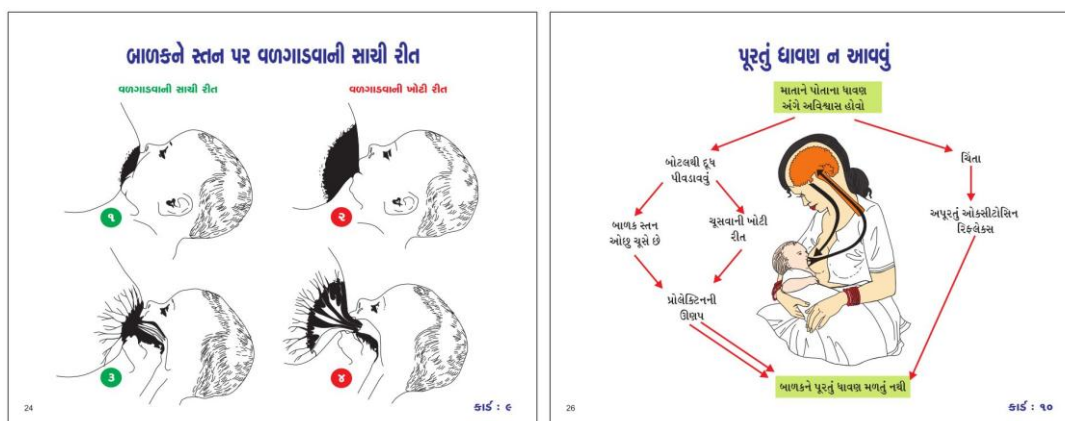 બાળકને સ્તન પર વળગાડવાની સાચી રીત
વળગાડવાની સાચી રીત
વળગાડવાની ખોટી રીત
૧
૨
૩
૪
24
કાર્ડ : ૯
પૂરતું ધાવણ ન આવવું
માતાને પોતાના ધાવણ
અંગે અવિશ્વાસ હોવો
બોટલથી દૂધ
પીવડાવવું
ચિંતા
બાળક સ્તન
ઓછુ ચૂસે છે
ચૂસવાની ખોટી
રીત
અપૂરતું ઓક્સીટોસિન
રિફ્લેક્સ
પ્રોલેક્ટિનની
ઊણપ
બાળકને પૂરતું ધાવણ મળતું નથી
26
કાર્ડ : ૧૦